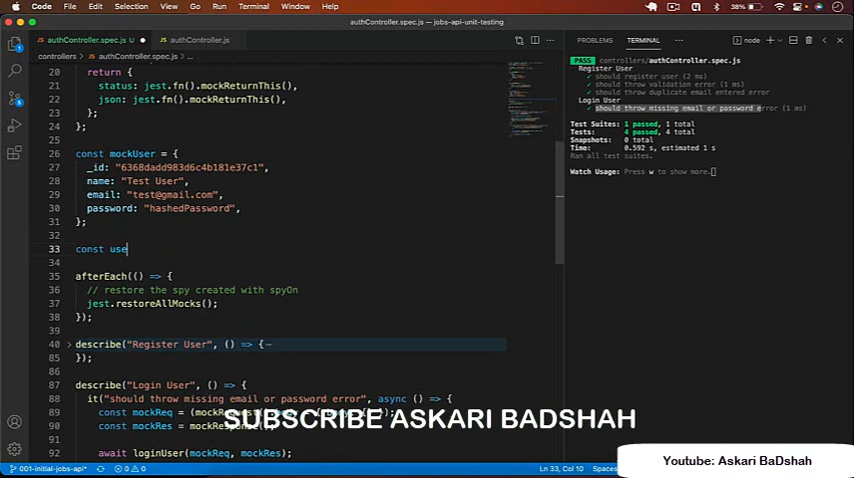 Code File Edit Selection View Go Run Terminal Window Help
38%
authController.spec.js — jobs-api-unit-testing
authController.spec.js U authController.js
controllers > authController.spec.js > ...
20 return {
21 status: jest.fn().mockReturnThis(),
22 json: jest.fn().mockReturnThis(),
23 };
24 };
25
26 const mockUser = {
27 _id: "6368dadd983d6c4b181e37c1",
28 name: "Test User",
29 email: "test@gmail.com",
30 password: "hashedPassword",
31 };
32
33 const use
34
35 afterEach(() => {
36 // restore the spy created with spyOn
37 jest.restoreAllMocks();
38 });
39
40 describe("Register User", () => {
85 });
86
87 describe("Login User", () => {
88 it("should throw missing email or password error", async () => {
89 const mockReq = (mockRequest().body = { body: {} });
90 const mockRes = mockResponse();
91
92 await loginUser(mockReq, mockRes);
PROBLEMS TERMINAL ... node
PASS controllers/authController.spec.js
Register User
✓ should register user (2 ms)
✓ should throw validation error (1 ms)
✓ should throw duplicate email entered error
Login User
✓ should throw missing email or password error (1 ms)
Test Suites: 1 passed, 1 total
Tests: 4 passed, 4 total
Snapshots: 0 total
Time: 0.592 s, estimated 1 s
Ran all test suites.
Watch Usage: Press w to show more.
SUBSCRIBE ASKARI BADSHAH
Youtube: Askari BaDshah
001-initial-jobs-api* 0 0 Ln 33, Col 10 Spaces